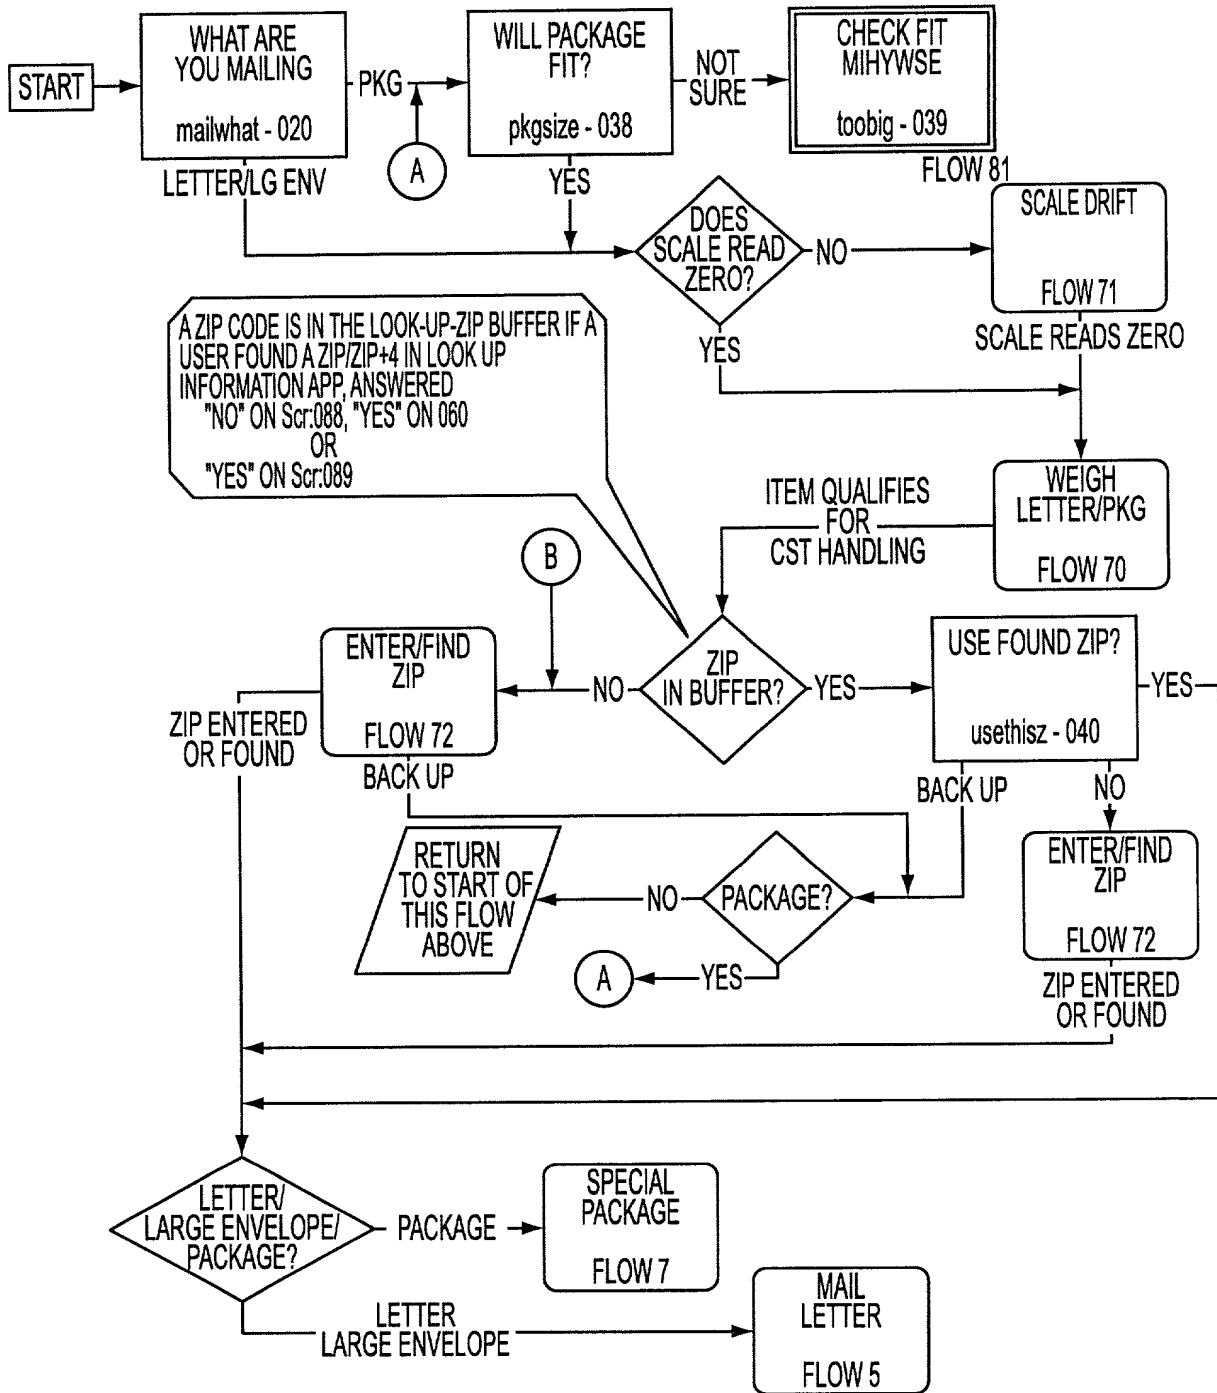 START
WHAT ARE
YOU MAILING
mailwhat - 020
PKG
A
WILL PACKAGE
FIT?
pkgsize - 038
NOT
SURE
CHECK FIT
MIHYWSE
toobig - 039
FLOW 81
LETTER/LG ENV
YES
DOES
SCALE READ
ZERO?
NO
SCALE DRIFT
FLOW 71
SCALE READS ZERO
YES
A ZIP CODE IS IN THE LOOK-UP-ZIP BUFFER IF A
USER FOUND A ZIP/ZIP+4 IN LOOK UP
INFORMATION APP, ANSWERED
"NO" ON Scr:088, "YES" ON 060
OR
"YES" ON Scr:089
WEIGH
LETTER/PKG
FLOW 70
ITEM QUALIFIES
FOR
CST HANDLING
B
ENTER/FIND
ZIP
FLOW 72
NO
ZIP
IN BUFFER?
YES
USE FOUND ZIP?
usethisz - 040
YES
ZIP ENTERED
OR FOUND
BACK UP
BACK UP
NO
RETURN
TO START OF
THIS FLOW
ABOVE
NO
PACKAGE?
YES
A
ENTER/FIND
ZIP
FLOW 72
ZIP ENTERED
OR FOUND
LETTER/
LARGE ENVELOPE/
PACKAGE?
PACKAGE
SPECIAL
PACKAGE
FLOW 7
LETTER
LARGE ENVELOPE
MAIL
LETTER
FLOW 5